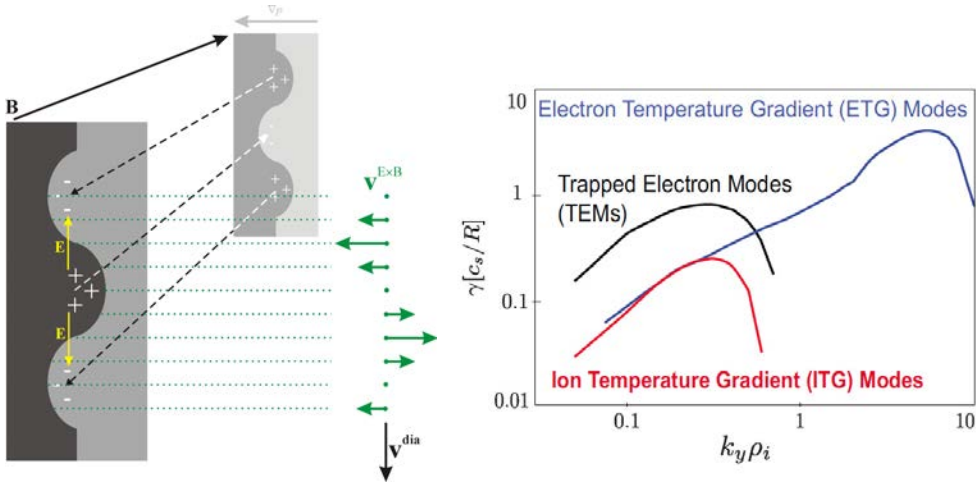 ∇p
B
v^{E×B}
E
E
v^{dia}
10
1
0.1
0.01
γ[c_s/R]
Electron Temperature Gradient (ETG) Modes
Trapped Electron Modes
(TEMs)
Ion Temperature Gradient (ITG) Modes
0.1
1
10
k_yρ_i